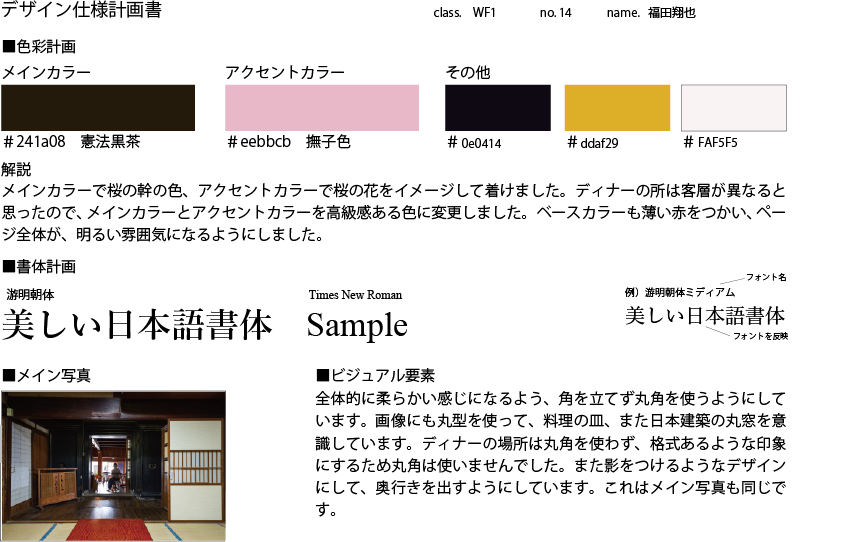 デザイン仕様計画書
class. WF1 no. 14 name. 福田翔也
■色彩計画
メインカラー アクセントカラー その他
＃241a08 憲法黒茶 ＃eebbcb 撫子色 ＃0e0414 ＃ddaf29 ＃FAF5F5
解説
メインカラーで桜の幹の色、アクセントカラーで桜の花をイメージして着けました。ディナーの所は客層が異なると
思ったので、メインカラーとアクセントカラーを高級感ある色に変更しました。ベースカラーも薄い赤をつかい、ペー
ジ全体が、明るい雰囲気になるようにしました。
■書体計画
游明朝体 Times New Roman
美しい日本語書体 Sample
フォント名
例）游明朝体ミディアム
美しい日本語書体
フォントを反映
■メイン写真
■ビジュアル要素
全体的に柔らかい感じになるよう、角を立てず丸角を使うようにして
います。画像にも丸型を使って、料理の皿、また日本建築の丸窓を意
識しています。ディナーの場所は丸角を使わず、格式あるような印象
にするため丸角は使いませんでした。また影をつけるようなデザイン
にして、奥行きを出すようにしています。これはメイン写真も同じで
す。